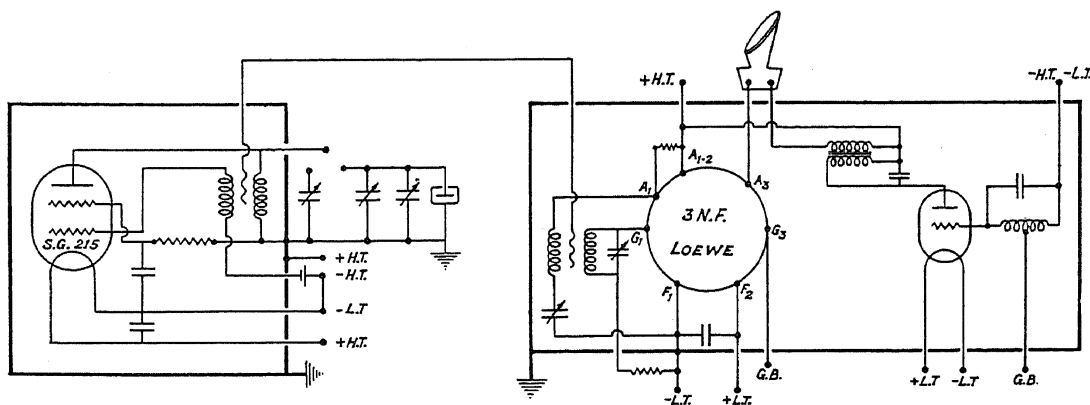 S.G. 215
+H.T.
-H.T.
-L.T
+H.T.
+H.T.
-H.T. -L.T.
A1-2
A1
A3
3 N.F.
LOEWE
G1
G3
F1
F2
-L.T.
+L.T.
G.B.
+L.T
-L.T
G.B.